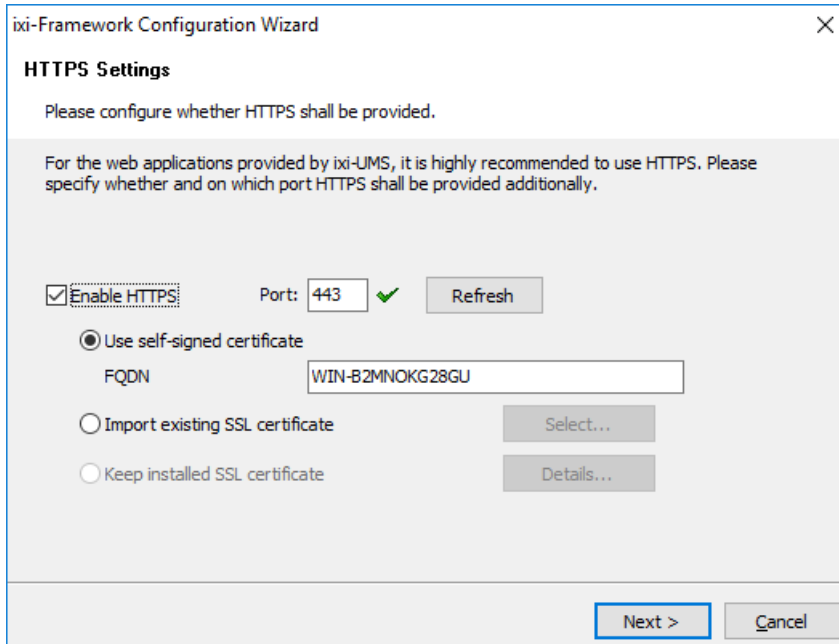 ixi-Framework Configuration Wizard
HTTPS Settings
Please configure whether HTTPS shall be provided.
For the web applications provided by ixi-UMS, it is highly recommended to use HTTPS. Please
specify whether and on which port HTTPS shall be provided additionally.
Enable HTTPS Port: 443 Refresh
Use self-signed certificate
FQDN WIN-B2MNOKG28GU
Import existing SSL certificate Select...
Keep installed SSL certificate Details...
Next > Cancel